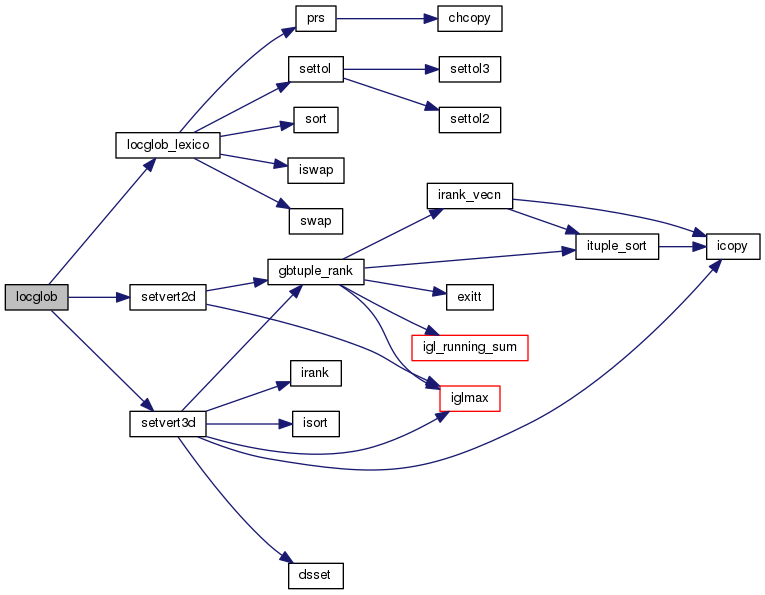 prs
chcopy
settol
settol3
sort
settol2
locglob_lexico
iswap
irank_vecn
swap
ituple_sort
icopy
gbtuple_rank
locglob
setvert2d
exitt
igl_running_sum
irank
iglmax
setvert3d
isort
dsset